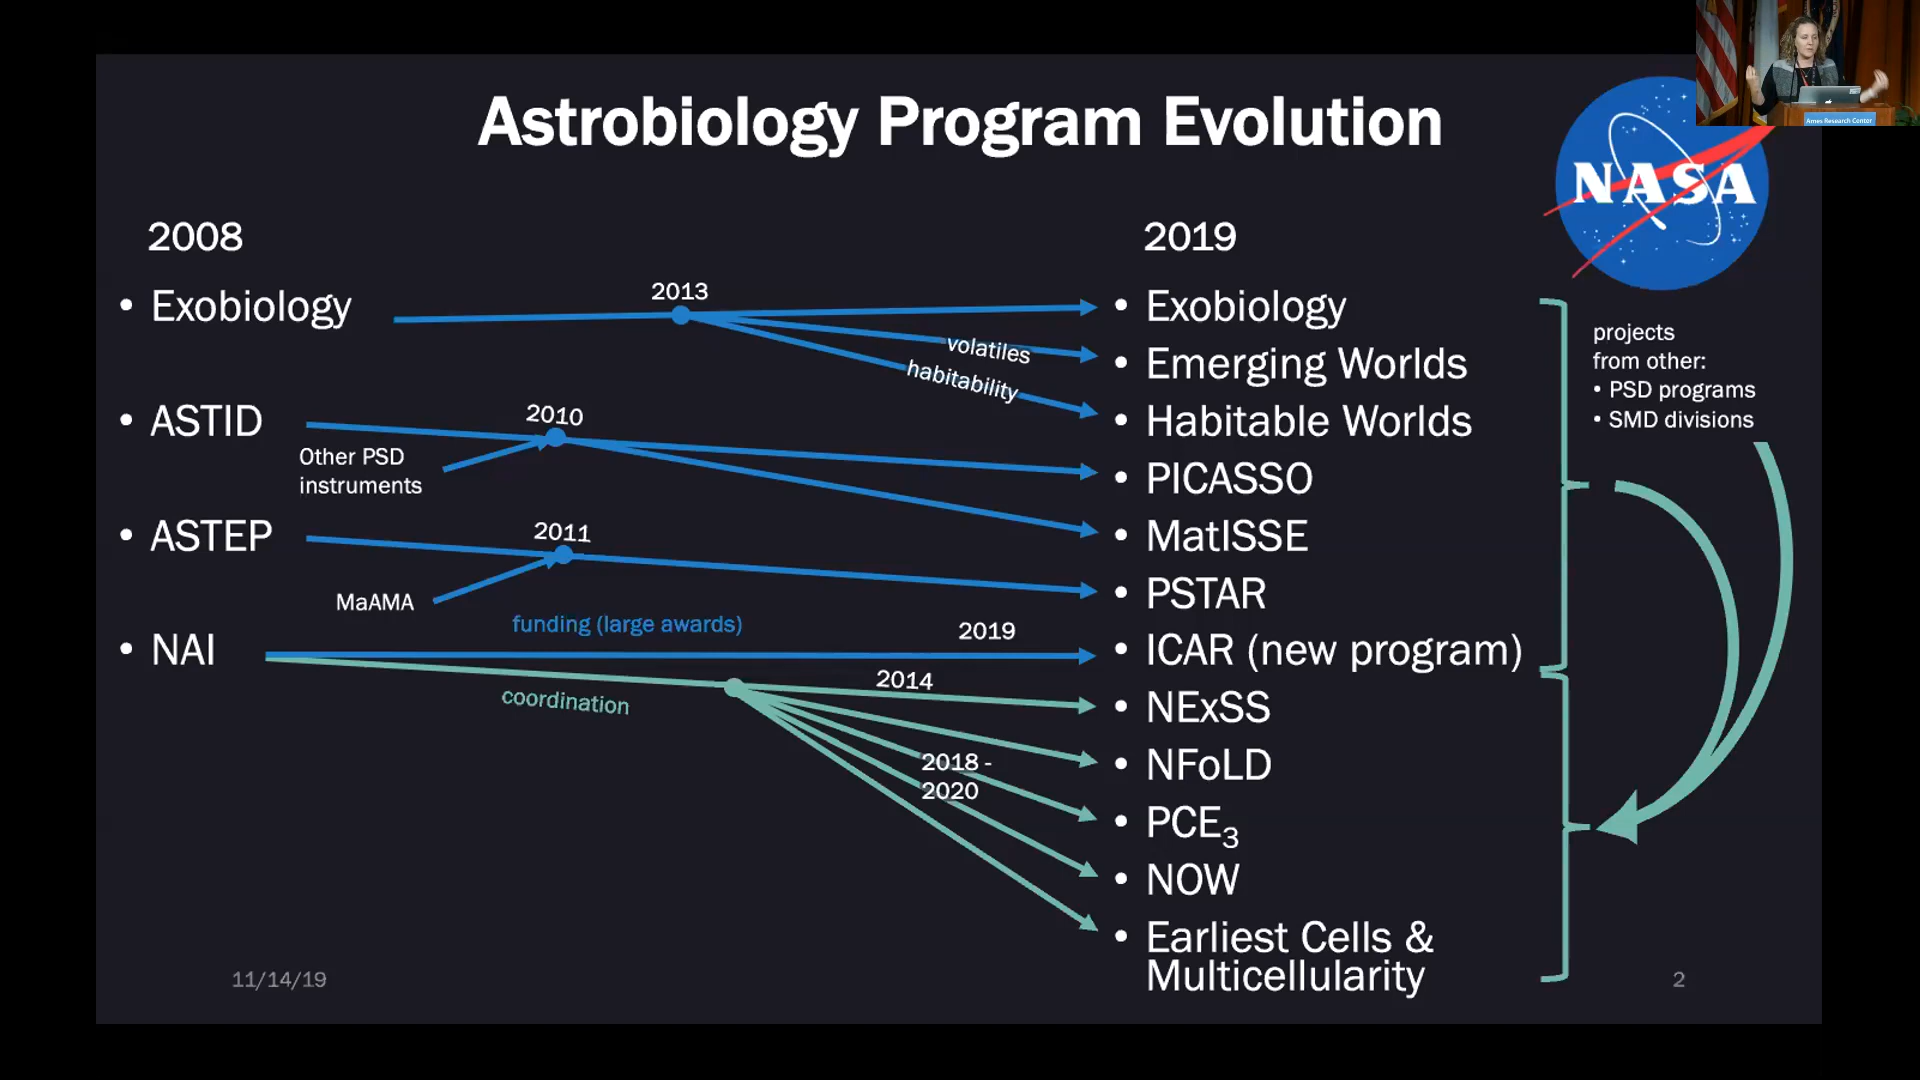 Ames Research Center
Astrobiology Program Evolution
NASA
2008
2019
• Exobiology
2013
• Exobiology
volatiles
• Emerging Worlds
habitability
• Habitable Worlds
projects
from other:
• PSD programs
• SMD divisions
• ASTID
2010
Other PSD
instruments
• PICASSO
• MatISSE
• ASTEP
2011
MaAMA
• PSTAR
funding (large awards)
2019
• NAI
• ICAR (new program)
coordination
2014
• NExSS
• NFoLD
2018 -
2020
• PCE₃
• NOW
• Earliest Cells &
Multicellularity
11/14/19
2